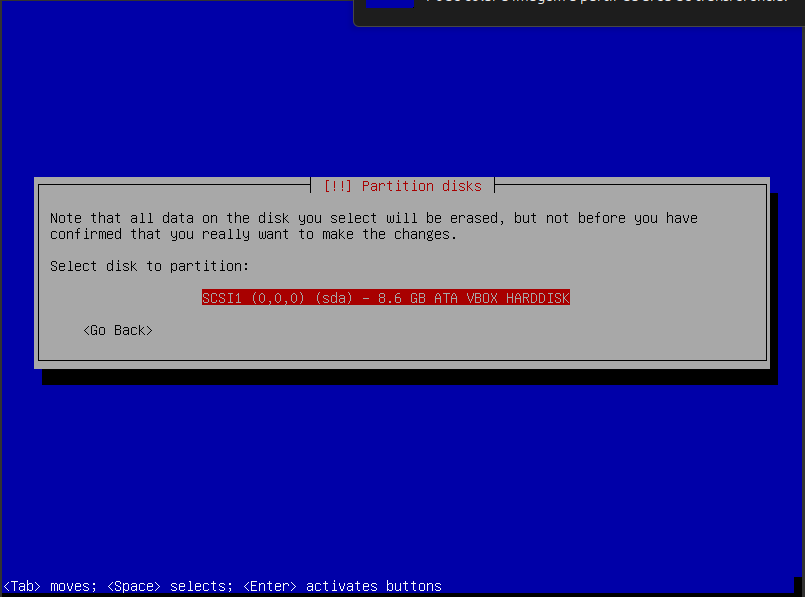 [!!] Partition disks
Note that all data on the disk you select will be erased, but not before you have
confirmed that you really want to make the changes.
Select disk to partition:
SCSI1 (0,0,0) (sda) - 8.6 GB ATA VBOX HARDDISK
<Go Back>
<Tab> moves; <Space> selects; <Enter> activates buttons